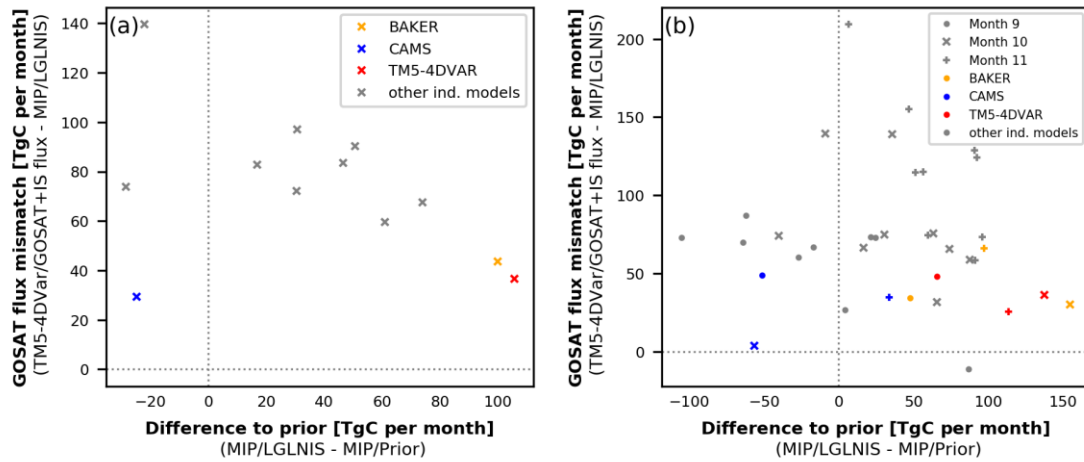 (a)
GOSAT flux mismatch [TgC per month]
(TM5-4DVar/GOSAT+IS flux - MIP/LGLNIS)
140
120
100
80
60
40
20
0
BAKER
CAMS
TM5-4DVAR
other ind. models
−20 0 20 40 60 80 100
Difference to prior [TgC per month]
(MIP/LGLNIS - MIP/Prior)
(b)
GOSAT flux mismatch [TgC per month]
(TM5-4DVar/GOSAT+IS flux - MIP/LGLNIS)
200
150
100
50
0
Month 9
Month 10
Month 11
BAKER
CAMS
TM5-4DVAR
other ind. models
−100 −50 0 50 100 150
Difference to prior [TgC per month]
(MIP/LGLNIS - MIP/Prior)